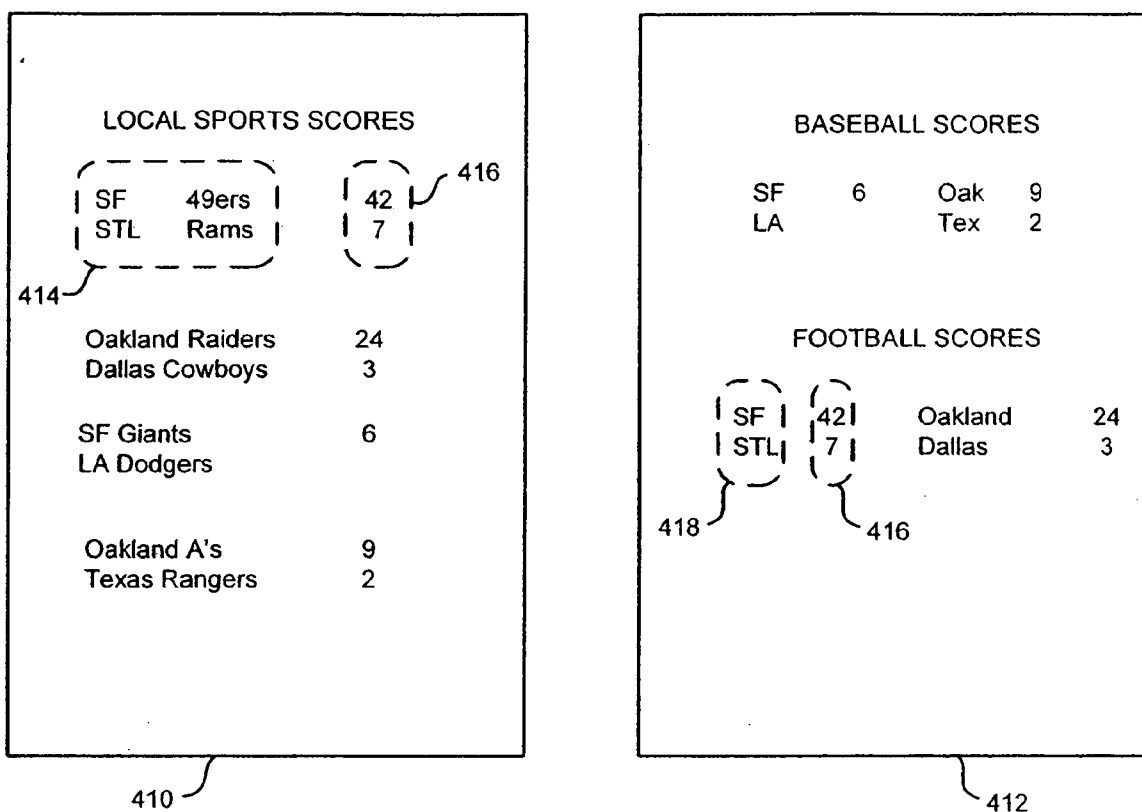 LOCAL SPORTS SCORES
SF 49ers 42
STL Rams 7
416
414
Oakland Raiders 24
Dallas Cowboys 3
SF Giants 6
LA Dodgers
Oakland A's 9
Texas Rangers 2
410
BASEBALL SCORES
SF 6 Oak 9
LA Tex 2
FOOTBALL SCORES
SF 42 Oakland 24
STL 7 Dallas 3
418 416
412